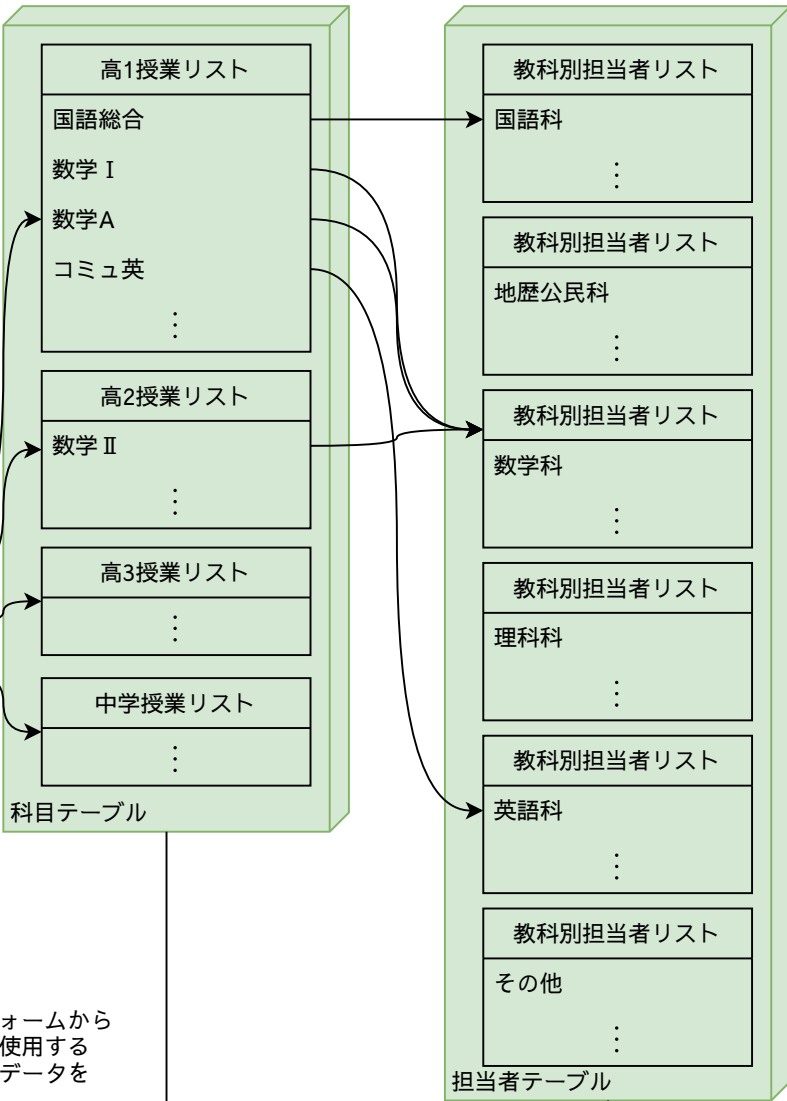 高1授業リスト
国語総合
数学Ⅰ
数学A
コミュ英
⋮
高2授業リスト
数学Ⅱ
⋮
高3授業リスト
⋮
中学授業リスト
⋮
科目テーブル
ォームから
使用する
データを
教科別担当者リスト
国語科
⋮
教科別担当者リスト
地歴公民科
⋮
教科別担当者リスト
数学科
⋮
教科別担当者リスト
理科科
⋮
教科別担当者リスト
英語科
⋮
教科別担当者リスト
その他
⋮
担当者テーブル